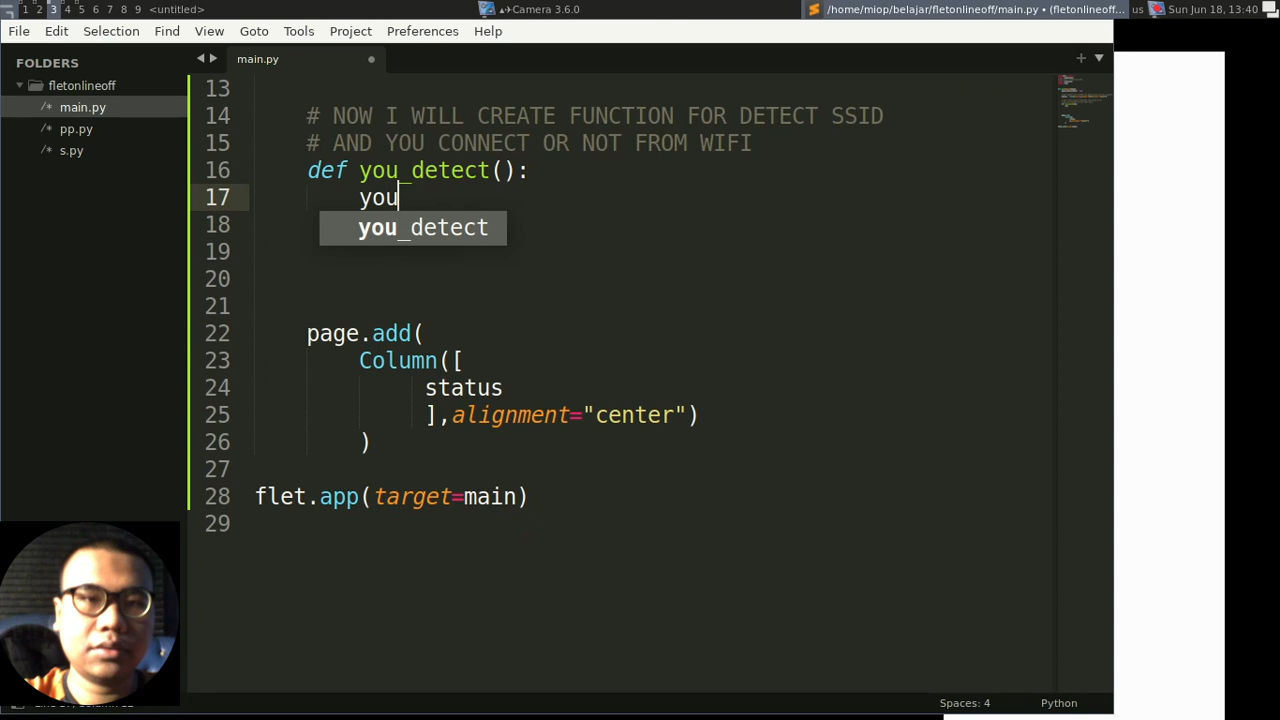 1 2 3 4 5 6 7 8 9 <untitled>
Camera 3.6.0
/home/miop/belajar/fletonlineoff/main.py • (fletonlineoff...
us
Sun Jun 18, 13:40
File Edit Selection Find View Goto Tools Project Preferences Help
FOLDERS
fletonlineoff
/* main.py
/* pp.py
/* s.py
main.py
13
14 # NOW I WILL CREATE FUNCTION FOR DETECT SSID
15 # AND YOU CONNECT OR NOT FROM WIFI
16 def you_detect():
17 you
you_detect
18
19
20
21
22 page.add(
23 Column([
24 status
25 ],alignment="center")
26 )
27
28 flet.app(target=main)
29
Spaces: 4
Python